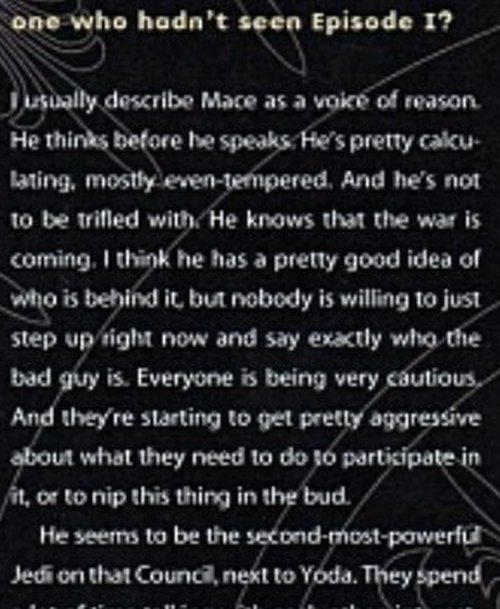 one who hadn't seen Episode I?
I usually describe Mace as a voice of reason.
He thinks before he speaks. He's pretty calcu-
lating, mostly even-tempered. And he's not
to be trifled with. He knows that the war is
coming. I think he has a pretty good idea of
who is behind it, but nobody is willing to just
step up right now and say exactly who the
bad guy is. Everyone is being very cautious.
And they're starting to get pretty aggressive
about what they need to do to participate in
it, or to nip this thing in the bud.
He seems to be the second-most-powerful
Jedi on that Council, next to Yoda. They spend